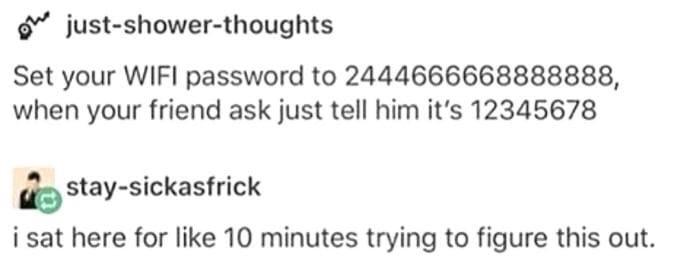 just-shower-thoughts
Set your WIFI password to 2444666668888888,
when your friend ask just tell him it's 12345678
stay-sickasfrick
i sat here for like 10 minutes trying to figure this out.